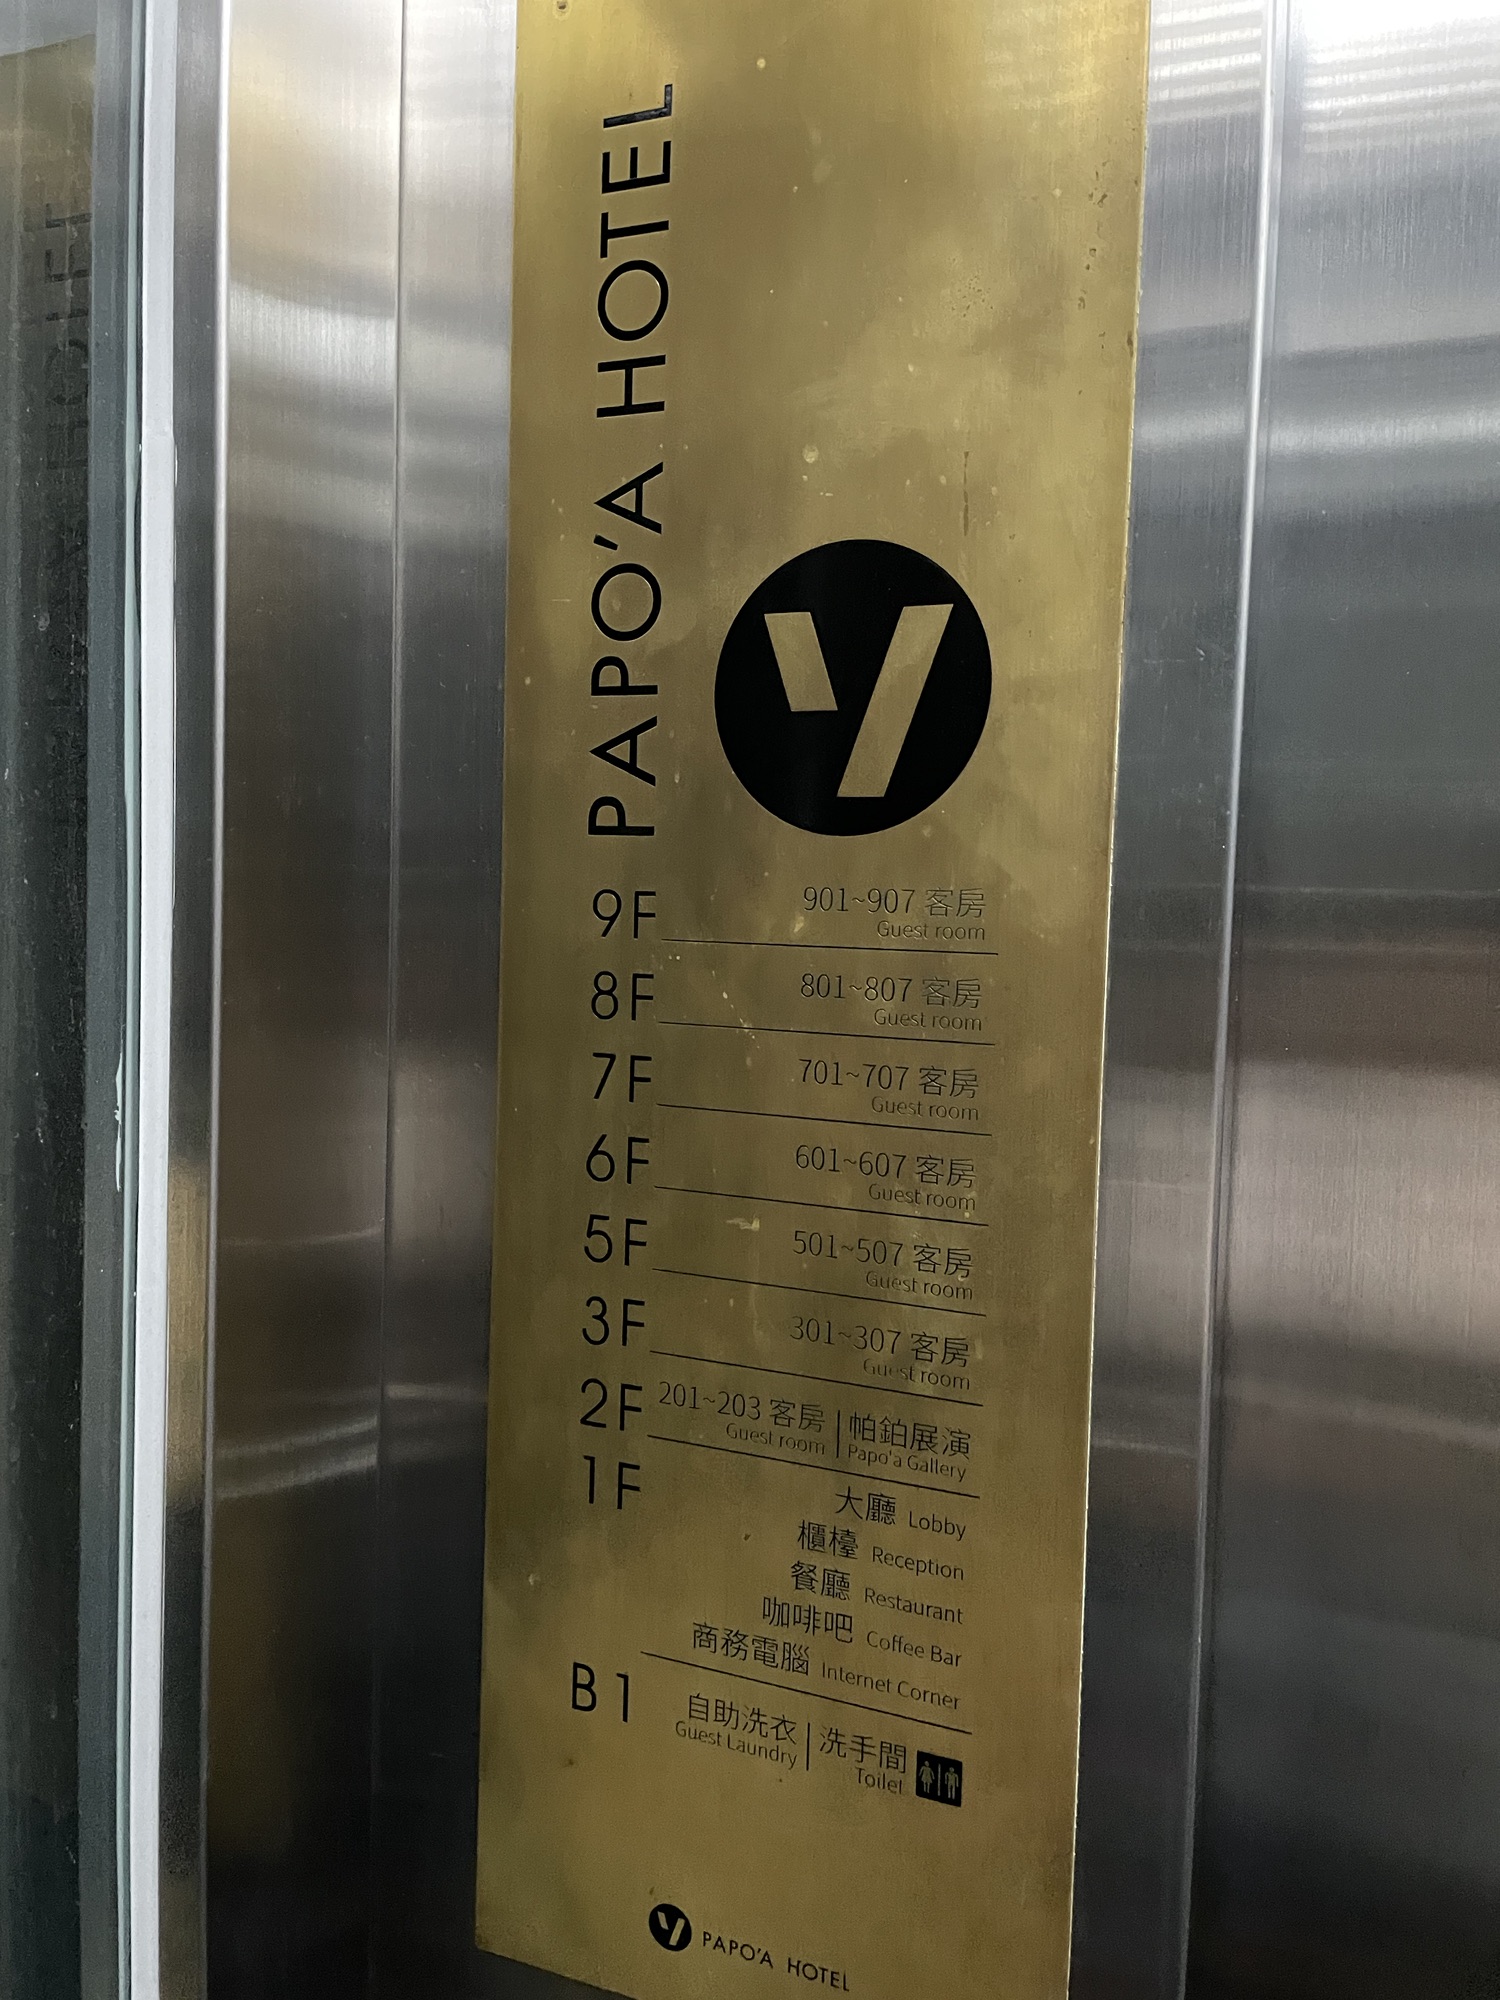 PAPO'A HOTEL
9F 901~907 客房
Guest room
8F 801~807 客房
Guest room
7F 701~707 客房
Guest room
6F 601~607 客房
Guest room
5F 501~507 客房
Guest room
3F 301~307 客房
Guest room
2F 201~203 客房 | 帕鉑展演
Guest room | Papo'a Gallery
1F
大廳 Lobby
櫃檯 Reception
餐廳 Restaurant
咖啡吧 Coffee Bar
商務電腦 Internet Corner
B1 自助洗衣 | 洗手間
Guest Laundry | Toilet
PAPO'A HOTEL